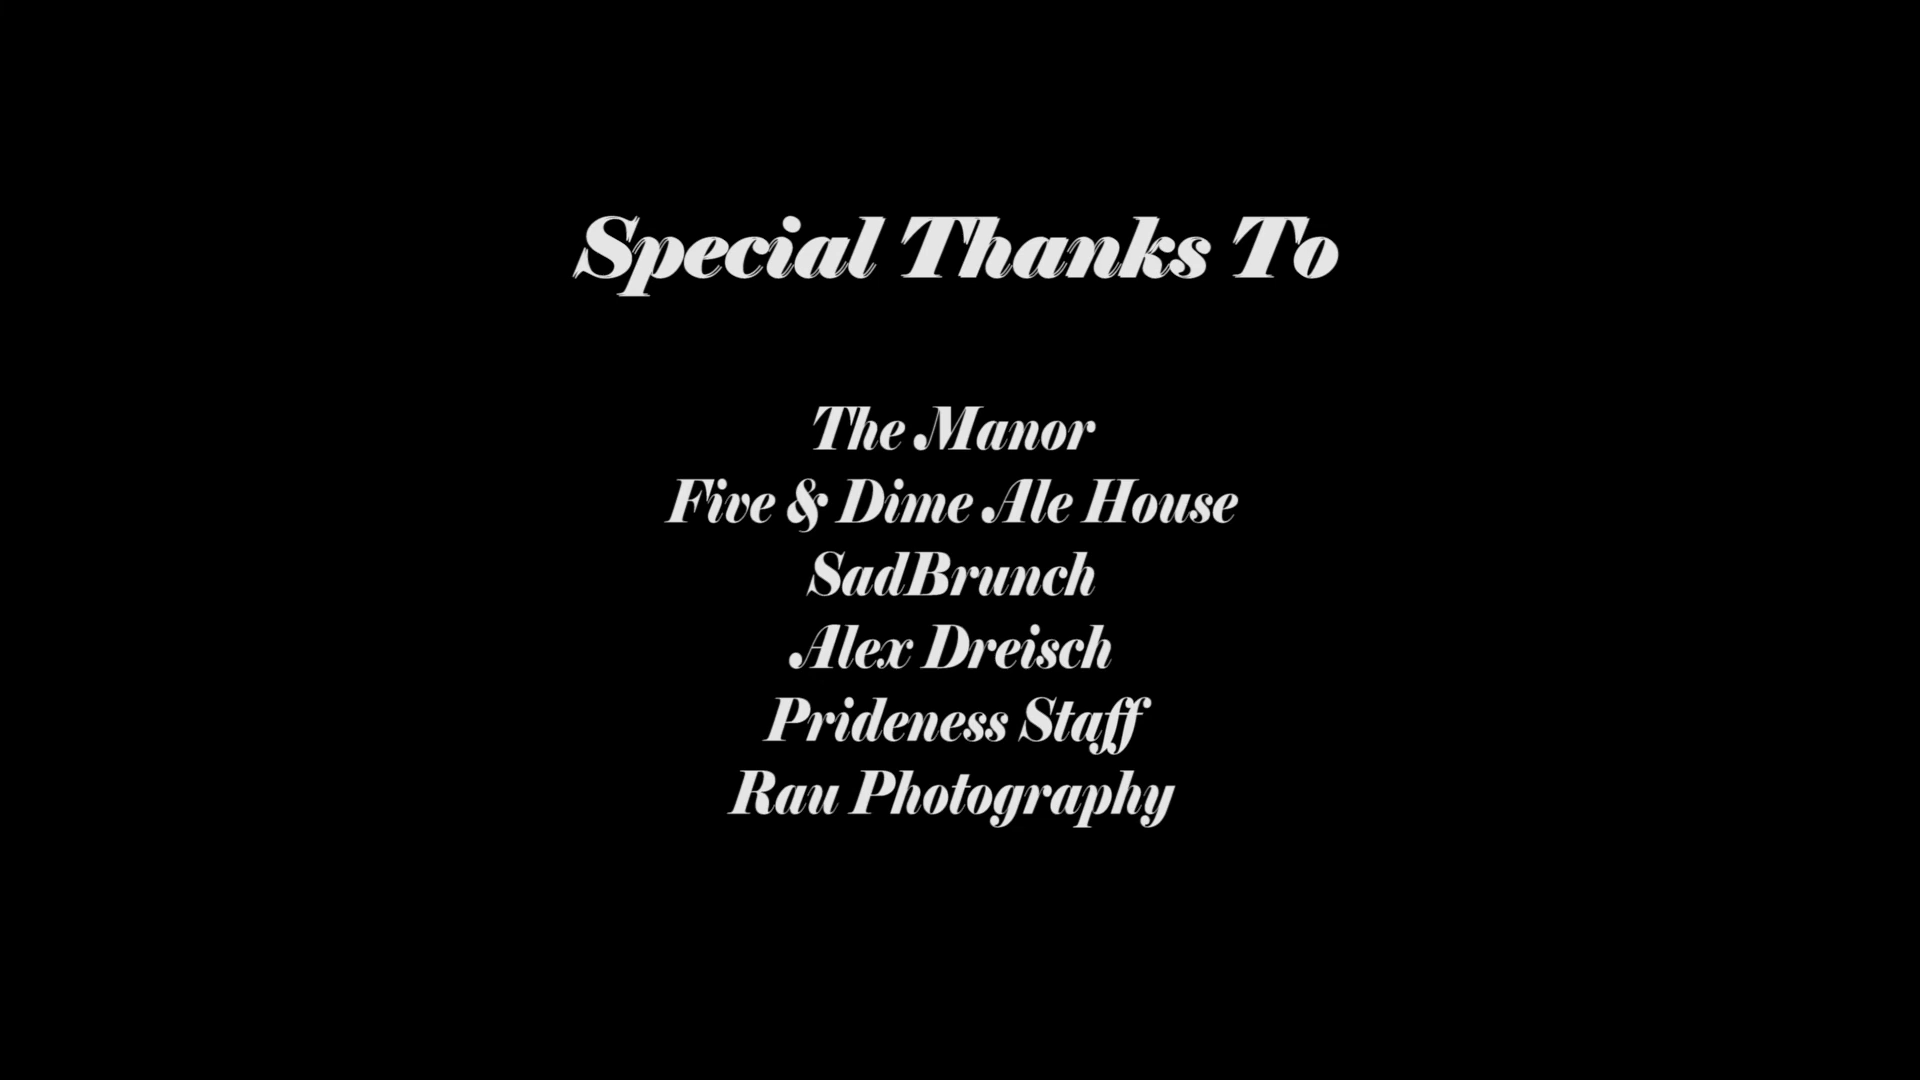 Special Thanks To
The Manor
Five & Dime Ale House
SadBrunch
Alex Dreisch
Prideness Staff
Rau Photography